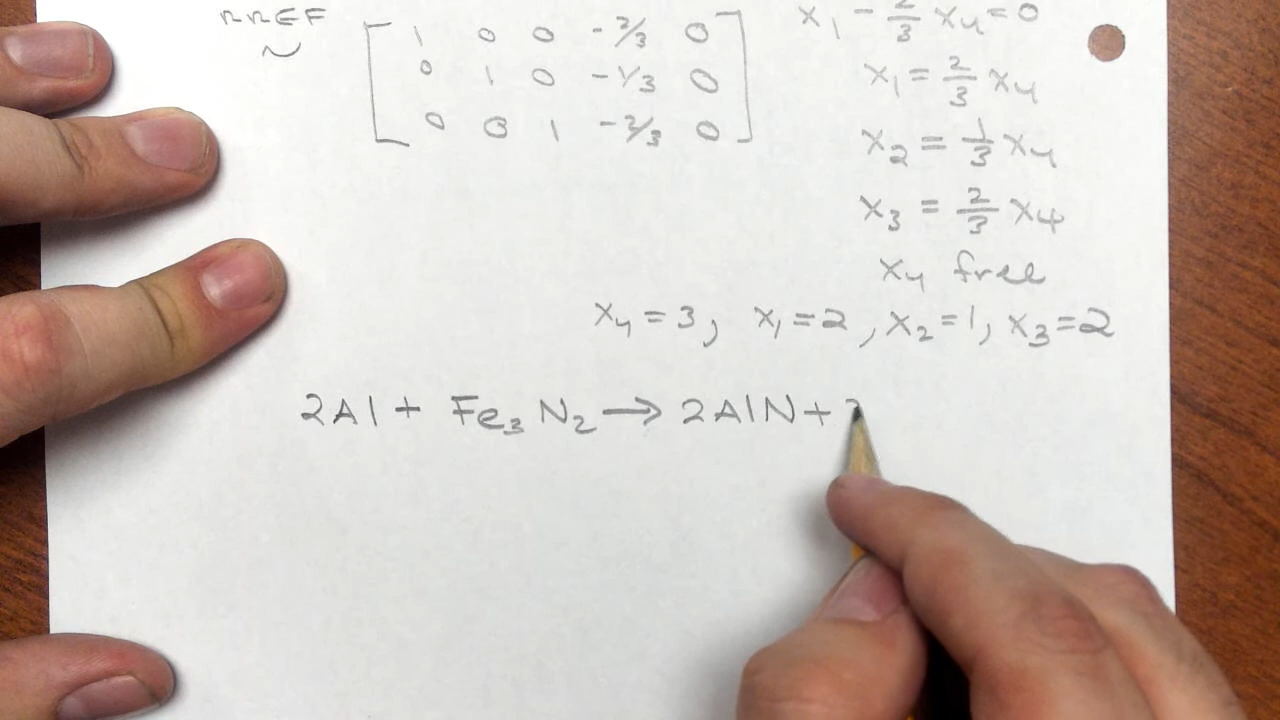 RREF
~
1 0 0 -2/3 0
0 1 0 -1/3 0
0 0 1 -2/3 0
x₁ - 2/3 x₄ = 0
x₁ = 2/3 x₄
x₂ = 1/3 x₄
x₃ = 2/3 x₄
x₄ free
x₄ = 3, x₁ = 2, x₂ = 1, x₃ = 2
2Al + Fe₃N₂ → 2AlN +